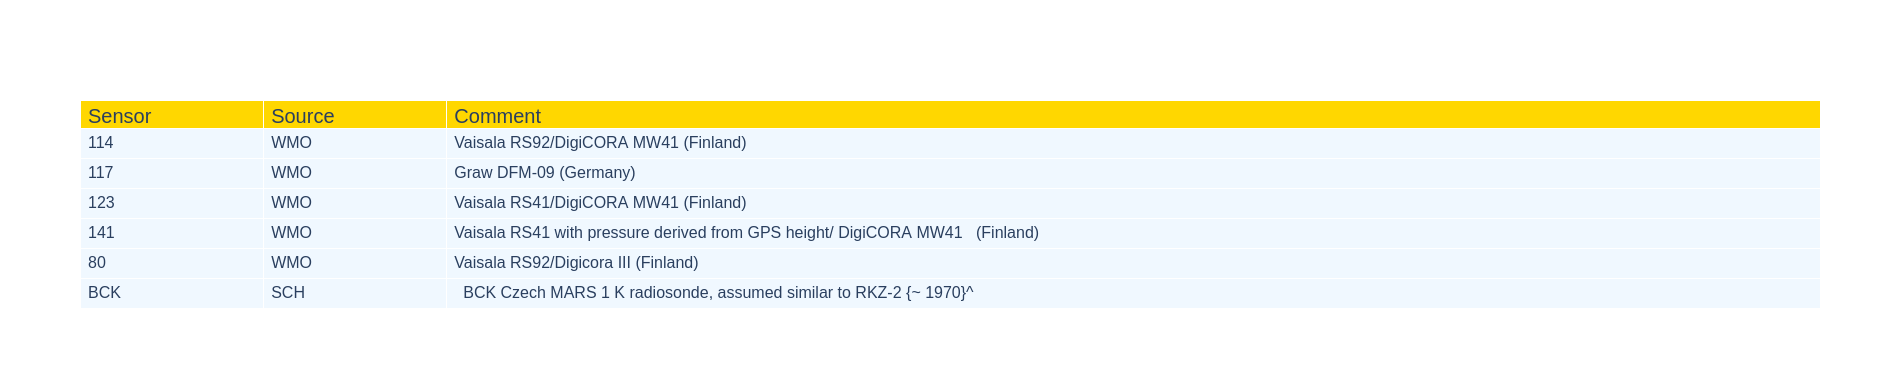 Sensor Source Comment
114 WMO Vaisala RS92/DigiCORA MW41 (Finland)
117 WMO Graw DFM-09 (Germany)
123 WMO Vaisala RS41/DigiCORA MW41 (Finland)
141 WMO Vaisala RS41 with pressure derived from GPS height/ DigiCORA MW41 (Finland)
80 WMO Vaisala RS92/Digicora III (Finland)
BCK SCH BCK Czech MARS 1 K radiosonde, assumed similar to RKZ-2 {~ 1970}^